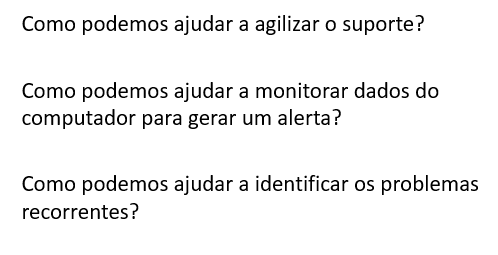 Como podemos ajudar a agilizar o suporte?
Como podemos ajudar a monitorar dados do
computador para gerar um alerta?
Como podemos ajudar a identificar os problemas
recorrentes?